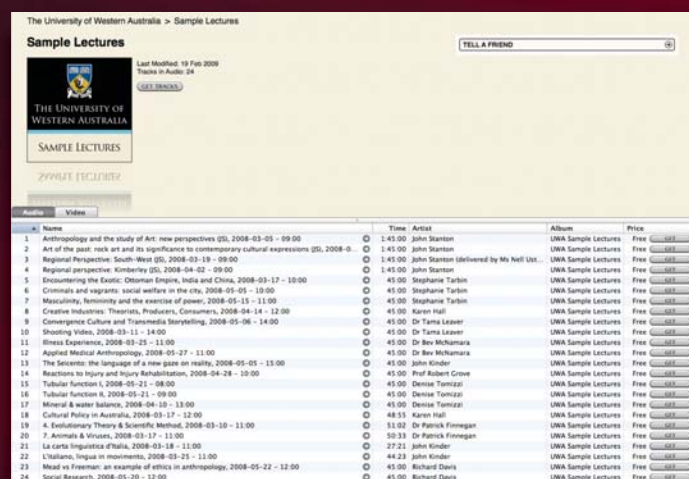 The University of Western Australia > Sample Lectures
Sample Lectures
TELL A FRIEND
Last Modified: 19 Feb 2009
Tracks in Audio: 24
GET TRACKS
THE UNIVERSITY OF
WESTERN AUSTRALIA
SAMPLE LECTURES
Audio Video
Name Time Artist Album Price
1 Anthropology and the study of Art: new perspectives (JS), 2008-03-05 - 09:00 1:45:00 John Stanton UWA Sample Lectures Free GET
2 Art of the past: rock art and its significance to contemporary cultural expressions (JS), 2008-0... 1:45:00 John Stanton UWA Sample Lectures Free GET
3 Regional Perspective: South-West (JS), 2008-03-19 - 09:00 1:45:00 John Stanton UWA Sample Lectures Free GET
4 Regional perspective: Kimberley (JS), 2008-04-02 - 09:00 1:45:00 John Stanton (delivered by Ms Nell Ust... UWA Sample Lectures Free GET
5 Encountering the Exotic: Ottoman Empire, India and China, 2008-03-17 - 10:00 45:00 Stephanie Tarbin UWA Sample Lectures Free GET
6 Criminals and vagrants: social welfare in the city, 2008-05-05 - 10:00 45:00 Stephanie Tarbin UWA Sample Lectures Free GET
7 Masculinity, femininity and the exercise of power, 2008-05-15 - 11:00 45:00 Stephanie Tarbin UWA Sample Lectures Free GET
8 Creative Industries: Theorists, Producers, Consumers, 2008-04-14 - 12:00 45:00 Karen Hall UWA Sample Lectures Free GET
9 Convergence Culture and Transmedia Storytelling, 2008-05-06 - 14:00 45:00 Dr Tama Leaver UWA Sample Lectures Free GET
10 Shooting Video, 2008-03-11 - 14:00 45:00 Dr Tama Leaver UWA Sample Lectures Free GET
11 Illness Experience, 2008-03-25 - 11:00 45:00 Dr Bev McNamara UWA Sample Lectures Free GET
12 Applied Medical Anthropology, 2008-05-27 - 11:00 45:00 Dr Bev McNamara UWA Sample Lectures Free GET
13 The Seicento: the language of a new gaze on reality, 2008-05-05 - 15:00 45:00 John Kinder UWA Sample Lectures Free GET
14 Reactions to Injury and Injury Rehabilitation, 2008-04-28 - 10:00 45:00 Prof Robert Grove UWA Sample Lectures Free GET
15 Tubular function I, 2008-05-21 - 08:00 45:00 Denise Tomizzi UWA Sample Lectures Free GET
16 Tubular function II, 2008-05-21 - 09:00 45:00 Denise Tomizzi UWA Sample Lectures Free GET
17 Mineral & water balance, 2008-04-10 - 13:00 45:00 Denise Tomizzi UWA Sample Lectures Free GET
18 Cultural Policy in Australia, 2008-03-17 - 12:00 48:55 Karen Hall UWA Sample Lectures Free GET
19 4. Evolutionary Theory & Scientific Method, 2008-03-10 - 11:00 51:02 Dr Patrick Finnegan UWA Sample Lectures Free GET
20 7. Animals & Viruses, 2008-03-17 - 11:00 50:33 Dr Patrick Finnegan UWA Sample Lectures Free GET
21 La carta linguistica d'Italia, 2008-03-18 - 11:00 27:21 John Kinder UWA Sample Lectures Free GET
22 L'italiano, lingua in movimento, 2008-03-25 - 11:00 44:23 John Kinder UWA Sample Lectures Free GET
23 Mead vs Freeman: an example of ethics in anthropology, 2008-05-22 - 12:00 45:00 Richard Davis UWA Sample Lectures Free GET
24 Social Research, 2008-05-20 - 12:00 45:00 Richard Davis UWA Sample Lectures Free GET